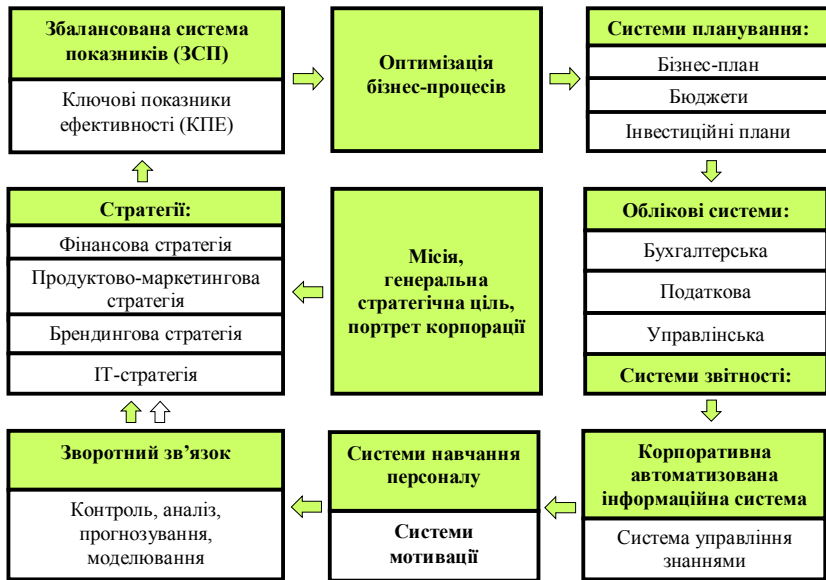 Збалансована система
показників (ЗСП)
Ключові показники
ефективності (КПЕ)
Оптимізація
бізнес-процесів
Системи планування:
Бізнес-план
Бюджети
Інвестиційні плани
Стратегії:
Фінансова стратегія
Продуктово-маркетингова
стратегія
Брендингова стратегія
ІТ-стратегія
Місія,
генеральна
стратегічна ціль,
портрет корпорації
Облікові системи:
Бухгалтерська
Податкова
Управлінська
Системи звітності:
Зворотний зв’язок
Контроль, аналіз,
прогнозування,
моделювання
Системи навчання
персоналу
Системи
мотивації
Корпоративна
автоматизована
інформаційна система
Система управління
знаннями